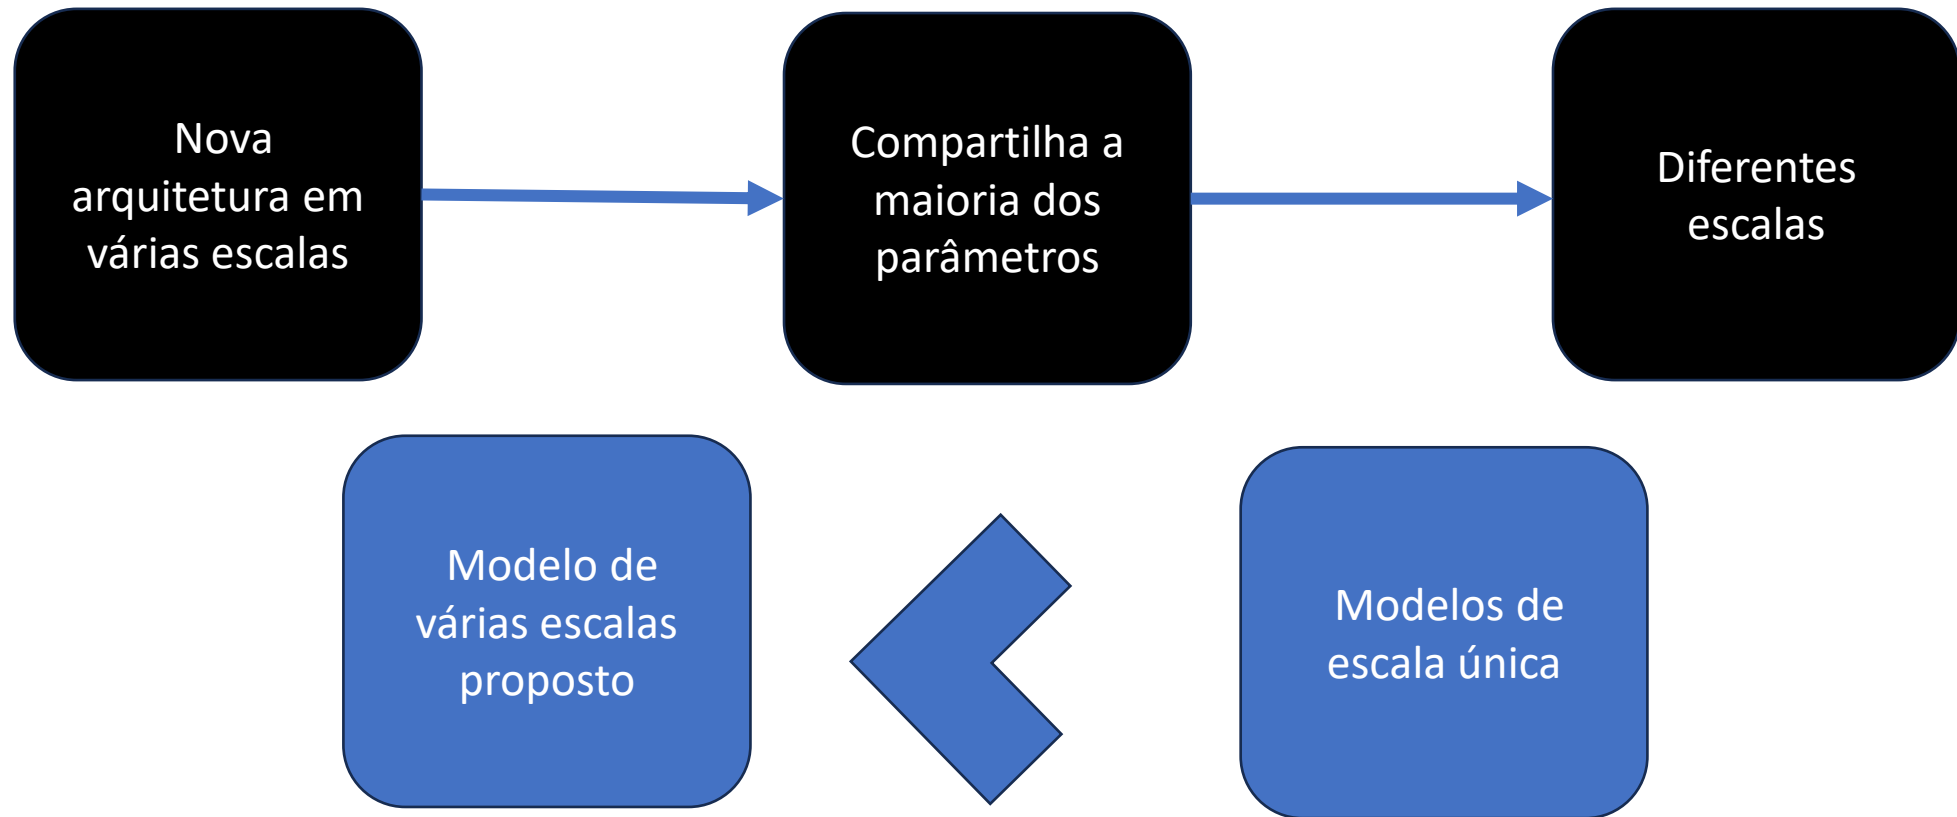 Nova
arquitetura em
várias escalas
Compartilha a
maioria dos
parâmetros
Diferentes
escalas
Modelo de
várias escalas
proposto
Modelos de
escala única